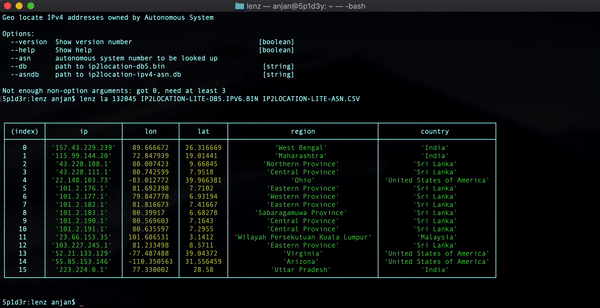 lenz — anjan@5p1d3y: ~ — -bash
Geo locate IPv4 addresses owned by Autonomous System
Options:
--version Show version number [boolean]
--help Show help [boolean]
--asn autonomous system number to be looked up
--db path to ip2location-db5.bin [string]
--asndb path to ip2location-ipv4-asn.db [string]
Not enough non-option arguments: got 0, need at least 3
5p1d3r:lenz anjan$ lenz la 132045 IP2LOCATION-LITE-DB5.IPV6.BIN IP2LOCATION-LITE-ASN.CSV
(index) ip lon lat region country
0 '157.43.229.239' 89.666672 26.316669 'West Bengal' 'India'
1 '115.99.144.20' 72.847939 19.01441 'Maharashtra' 'India'
2 '43.228.108.1' 80.007423 9.66845 'Northern Province' 'Sri Lanka'
3 '43.228.111.1' 80.742599 7.9518 'Central Province' 'Sri Lanka'
4 '22.148.103.73' -83.012772 39.966381 'Ohio' 'United States of America'
5 '101.2.176.1' 81.692398 7.7102 'Eastern Province' 'Sri Lanka'
6 '101.2.177.1' 79.847778 6.93194 'Western Province' 'Sri Lanka'
7 '101.2.182.1' 81.816673 7.41667 'Eastern Province' 'Sri Lanka'
8 '101.2.183.1' 80.39917 6.68278 'Sabaragamuwa Province' 'Sri Lanka'
9 '101.2.190.1' 80.569603 7.1643 'Central Province' 'Sri Lanka'
10 '101.2.191.1' 80.635597 7.2955 'Central Province' 'Sri Lanka'
11 '23.66.153.35' 101.686531 3.1412 'Wilayah Persekutuan Kuala Lumpur' 'Malaysia'
12 '103.227.245.1' 81.233498 8.5711 'Eastern Province' 'Sri Lanka'
13 '52.21.133.129' -77.487488 39.04372 'Virginia' 'United States of America'
14 '55.85.153.146' -110.350563 31.556459 'Arizona' 'United States of America'
15 '223.224.0.1' 77.330002 28.58 'Uttar Pradesh' 'India'
5p1d3r:lenz anjan$